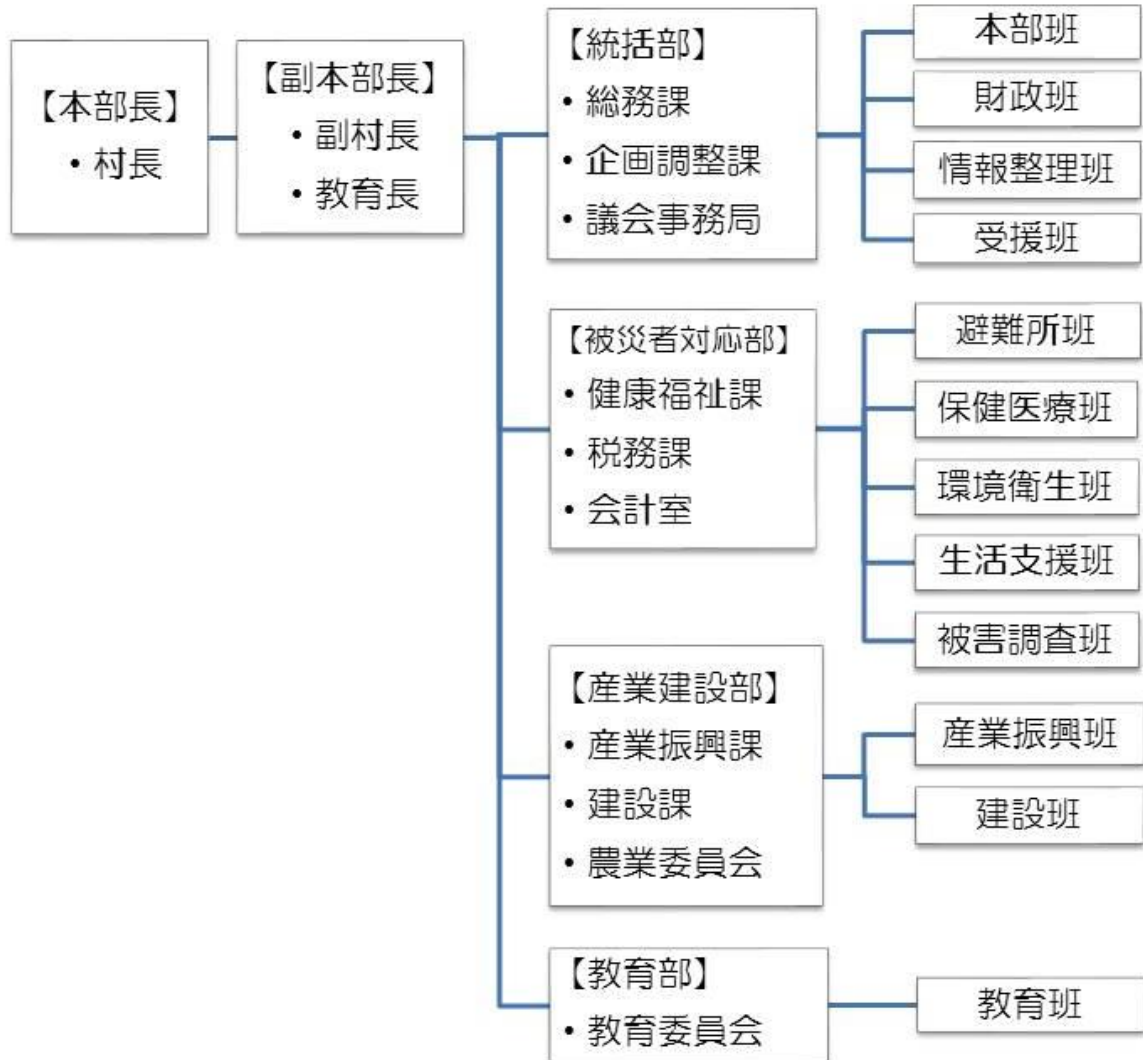 【本部長】
・村長
【副本部長】
・副村長
・教育長
【統括部】
・総務課
・企画調整課
・議会事務局
本部班
財政班
情報整理班
受援班
【被災者対応部】
・健康福祉課
・税務課
・会計室
避難所班
保健医療班
環境衛生班
生活支援班
被害調査班
【産業建設部】
・産業振興課
・建設課
・農業委員会
産業振興班
建設班
【教育部】
・教育委員会
教育班